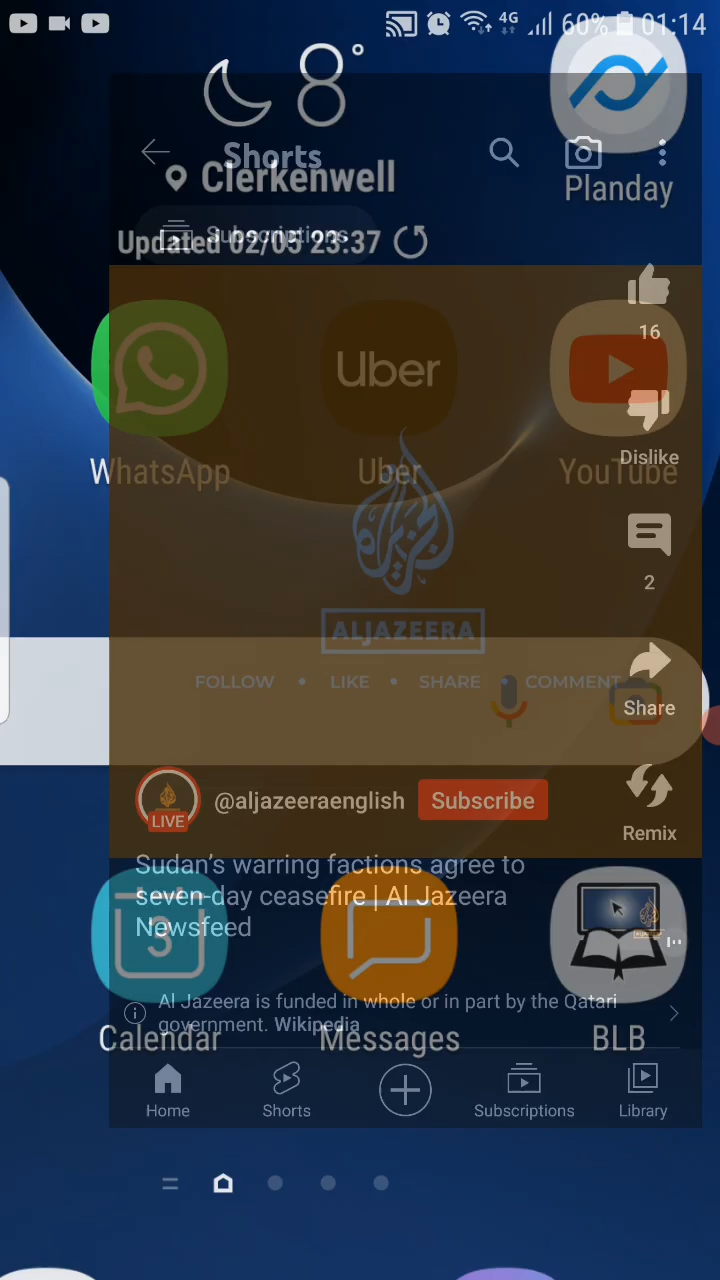 4G 60% 01:14
8°
Shorts
Clerkenwell
Planday
Subscriptions
Updated 02/05 23:37
16
Uber
WhatsApp
Uber
YouTube
Dislike
الجزيرة
2
ALJAZEERA
FOLLOW • LIKE • SHARE • COMMENT
Share
LIVE
@aljazeeraenglish
Subscribe
Remix
Sudan’s warring factions agree to
seven-day ceasefire | Al Jazeera
Newsfeed
3
Al Jazeera is funded in whole or in part by the Qatari
government. Wikipedia
Calendar
Messages
BLB
Home
Shorts
Subscriptions
Library